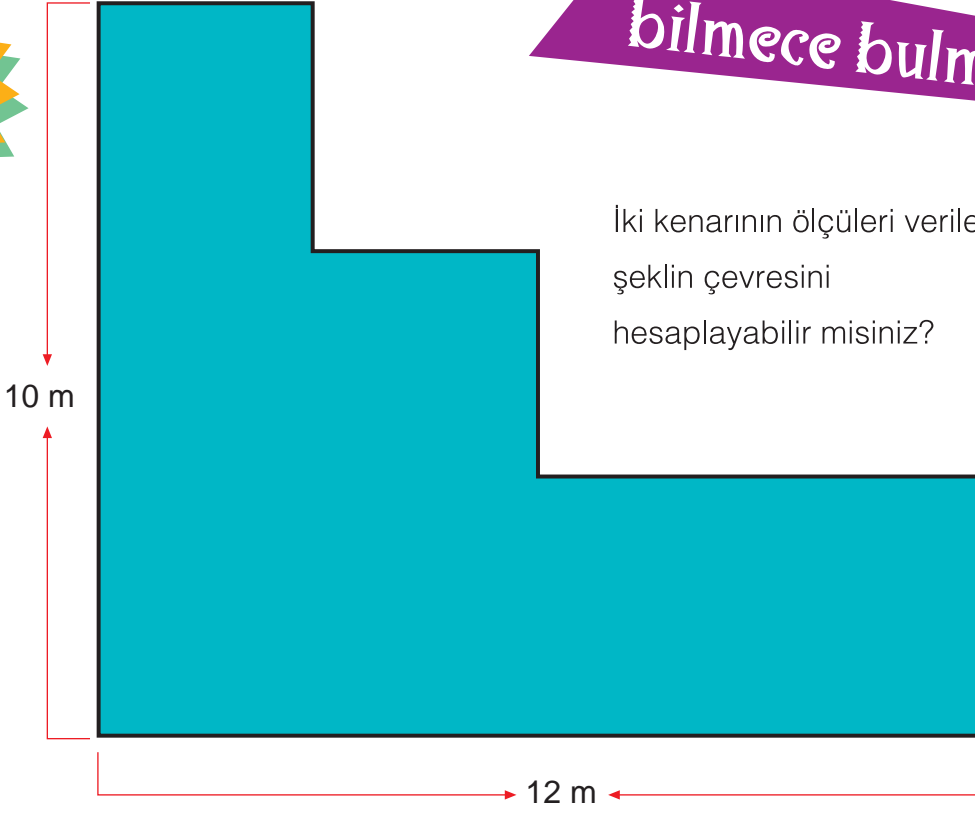 bilmece bulm
İki kenarının ölçüleri verile
şeklin çevresini
hesaplayabilir misiniz?
10 m
12 m